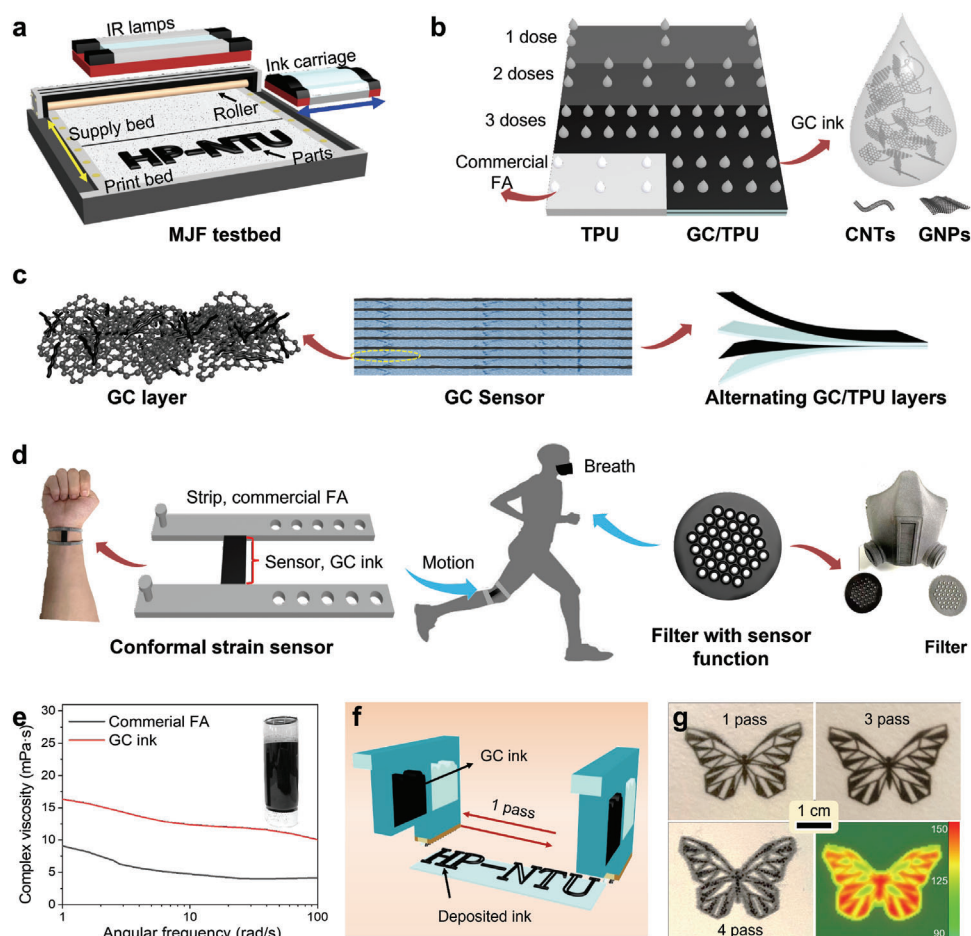 a
IR lamps
Ink carriage
Supply bed
Roller
HP-NTU
Parts
Print bed
MJF testbed
b
1 dose
2 doses
3 doses
Commercial
FA
GC ink
TPU
GC/TPU
CNTs
GNPs
c
GC layer
GC Sensor
Alternating GC/TPU layers
d
Strip, commercial FA
Sensor, GC ink
Conformal strain sensor
Motion
Breath
Filter with sensor
function
Filter
e
Complex viscosity (mPa·s)
30
25
20
15
10
5
0
Commerial FA
GC ink
1
10
100
Angular frequency (rad/s)
f
GC ink
1 pass
HP-NTU
Deposited ink
g
1 pass
3 pass
1 cm
4 pass
150
125
90